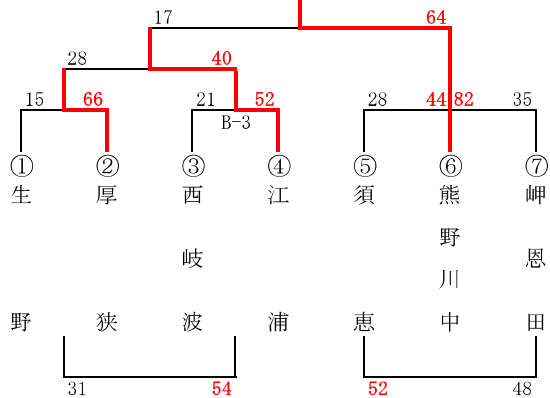 17 64
28 40
15 66 21 52 28 44 82 35
B-3
① ② ③ ④ ⑤ ⑥ ⑦
生野
厚狭
西岐波
江浦
須恵
熊野川中
岬恩田
31 54 52 48